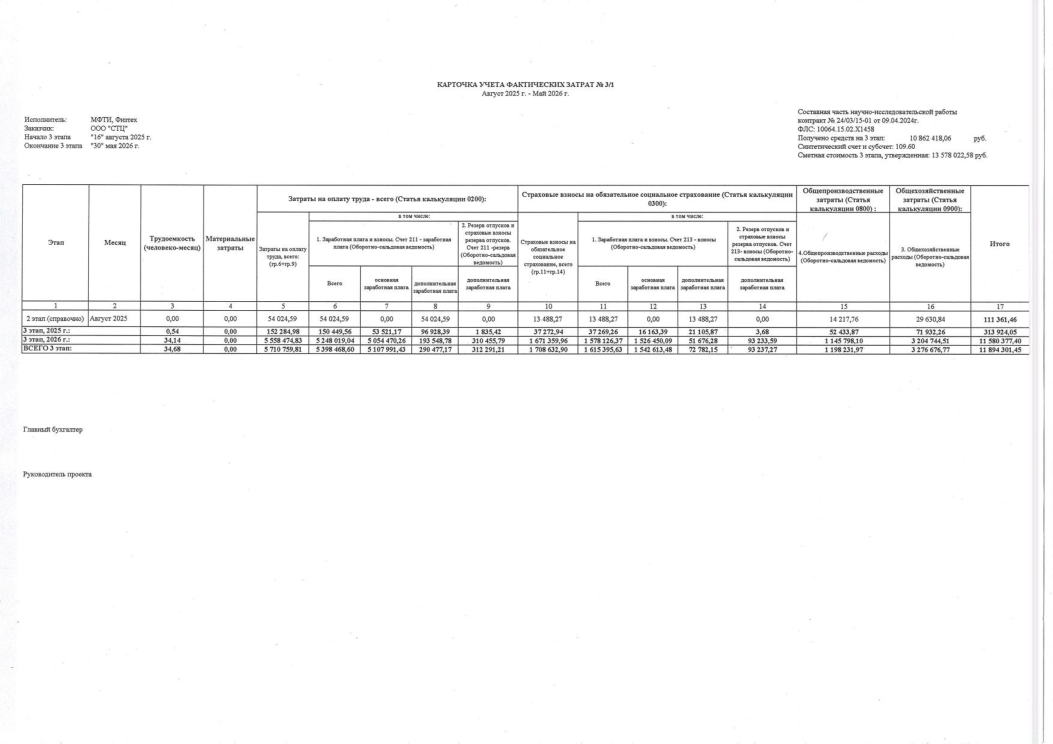 КАРТОЧКА УЧЕТА ФАКТИЧЕСКИХ ЗАТРАТ № 3/1
Август 2025 г. - Май 2026 г.
Исполнитель: МФТИ, Физтех
Заказчик: ООО "СТЦ"
Начало 3 этапа "16" августа 2025 г.
Окончание 3 этапа "30" мая 2026 г.
Составная часть научно-исследовательской работы
контракт № 24/03/15-01 от 09.04.2024г.
ФЛС: 10064.15.02.Х1458
Получено средств на 3 этап: 10 862 418,06 руб.
Синтетический счет и субсчет: 109.60
Сметная стоимость 3 этапа, утвержденная: 13 578 022,58 руб.
Этап
Месяц
Трудоемкость (человеко-месяц)
Материальные затраты
Затраты на оплату труда - всего (Статья калькуляции 0200):
Затраты на оплату труда, всего: (гр.6+гр.9)
в том числе:
1. Заработная плата и взносы. Счет 211 - заработная плата (Оборотно-сальдовая ведомость)
Всего
основная заработная плата
дополнительная заработная плата
2. Резерв отпусков и страховые взносы резерва отпусков. Счет 211 -резерв (Оборотно-сальдовая ведомость)
дополнительная заработная плата
Страховые взносы на обязательное социальное страхование (Статья калькуляции 0300):
Страховые взносы на обязательное социальное страхование, всего (гр.11+гр.14)
в том числе:
1. Заработная плата и взносы. Счет 213 - взносы (Оборотно-сальдовая ведомость)
Всего
основная заработная плата
дополнительная заработная плата
2. Резерв отпусков и страховые взносы резерва отпусков. Счет 213- взносы (Оборотно-сальдовая ведомость)
дополнительная заработная плата
Общепроизводственные затраты (Статья калькуляции 0800) :
4.Общепроизводственные расходы (Оборотно-сальдовая ведомость)
Общехозяйственные затраты (Статья калькуляции 0900):
3. Общехозяйственные расходы (Оборотно-сальдовая ведомость)
Итого
1 2 3 4 5 6 7 8 9 10 11 12 13 14 15 16 17
2 этап (справочно) Август 2025 0,00 0,00 54 024,59 54 024,59 0,00 54 024,59 0,00 13 488,27 13 488,27 0,00 13 488,27 0,00 14 217,76 29 630,84 111 361,46
3 этап, 2025 г.: 0,54 0,00 152 284,98 150 449,56 53 521,17 96 928,39 1 835,42 37 272,94 37 269,26 16 163,39 21 105,87 3,68 52 433,87 71 932,26 313 924,05
3 этап, 2026 г.: 34,14 0,00 5 558 474,83 5 248 019,04 5 054 470,26 193 548,78 310 455,79 1 671 359,96 1 578 126,37 1 526 450,09 51 676,28 93 233,59 1 145 798,10 3 204 744,51 11 580 377,40
ВСЕГО 3 этап: 34,68 0,00 5 710 759,81 5 398 468,60 5 107 991,43 290 477,17 312 291,21 1 708 632,90 1 615 395,63 1 542 613,48 72 782,15 93 237,27 1 198 231,97 3 276 676,77 11 894 301,45
Главный бухгалтер
Руководитель проекта